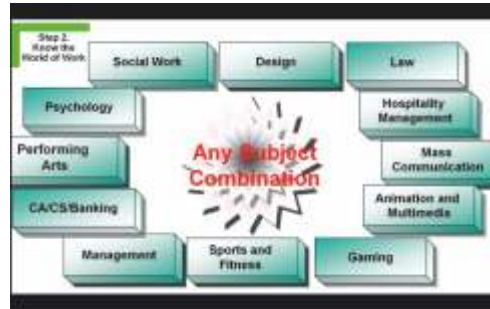 Step 2.
Know the
World of Work
Social Work
Design
Law
Psychology
Hospitality
Management
Performing
Arts
Any Subject
Combination
Mass
Communication
CA/CS/Banking
Animation and
Multimedia
Management
Sports and
Fitness
Gaming